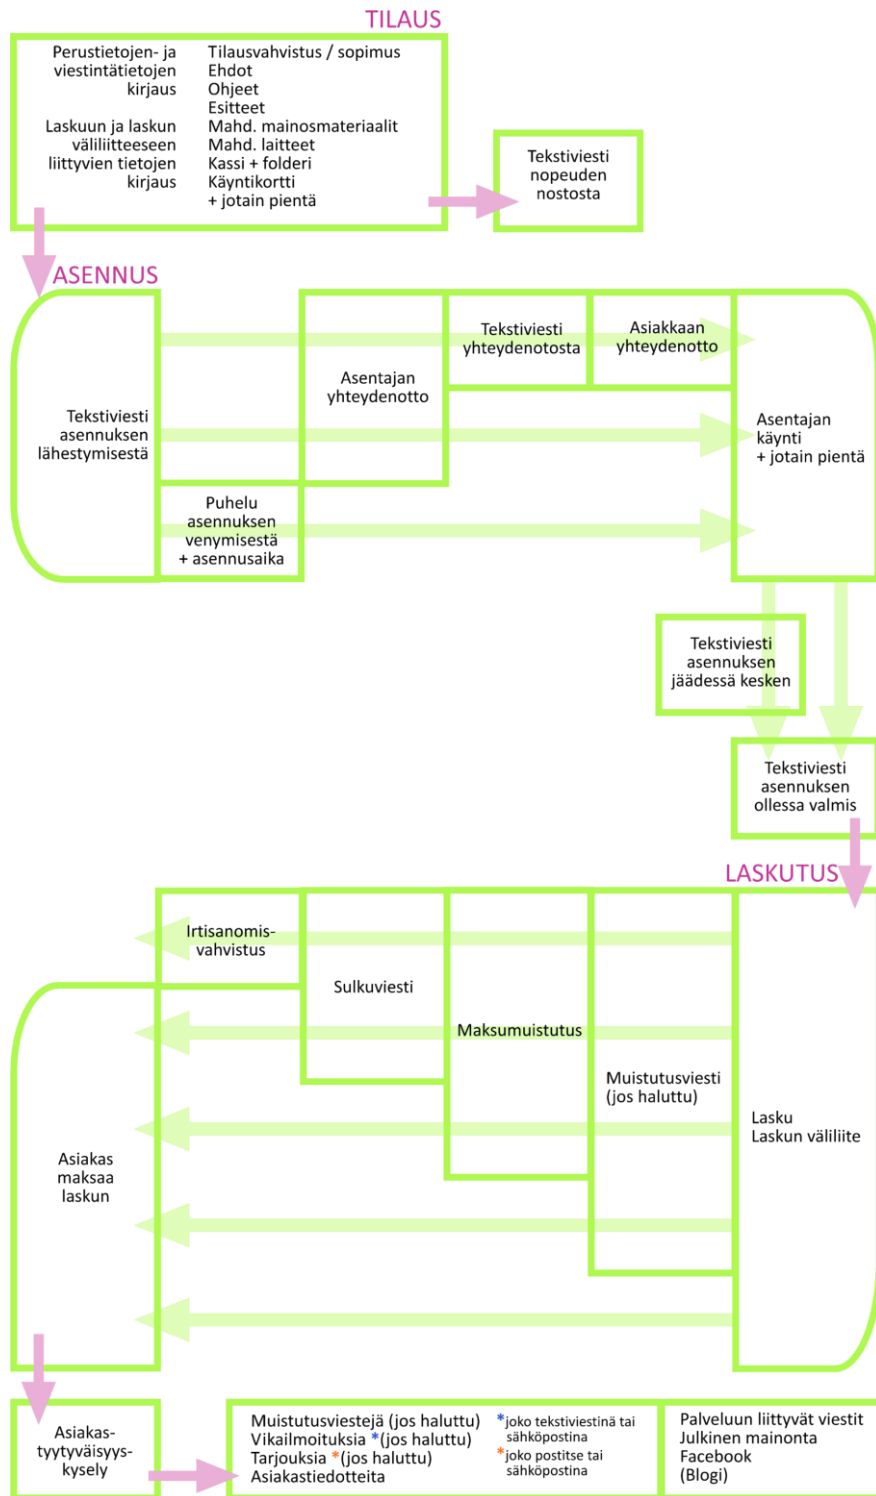 TILAUS
Perustietojen- ja
viestintätietojen
kirjaus
Laskuun ja laskun
väliliitteeseen
liittyvien tietojen
kirjaus
Tilausvahvistus / sopimus
Ehdot
Ohjeet
Esitteet
Mahd. mainosmateriaalit
Mahd. laitteet
Kassi + folderi
Käyntikortti
+ jotain pientä
Tekstiviesti
nopeuden
nostosta
ASENNUS
Tekstiviesti
asennuksen
lähestymisestä
Puhelu
asennuksen
venymisestä
+ asennusaika
Asentajan
yhteydenotto
Tekstiviesti
yhteydenotosta
Asiakkaan
yhteydenotto
Asentajan
käynti
+ jotain pientä
Tekstiviesti
asennuksen
jäädessä kesken
Tekstiviesti
asennuksen
ollessa valmis
LASKUTUS
Irtisanomis-
vahvistus
Sulkuviesti
Maksumuistutus
Muistutusviesti
(jos haluttu)
Lasku
Laskun väliliite
Asiakas
maksaa
laskun
Asiakas-
tyytyväisyys-
kysely
Muistutusviestejä (jos haluttu)
Vikailmoituksia *(jos haluttu)
Tarjouksia *(jos haluttu)
Asiakastiedotteita
*joko tekstiviestinä tai
sähköpostina
*joko postitse tai
sähköpostina
Palveluun liittyvät viestit
Julkinen mainonta
Facebook
(Blogi)